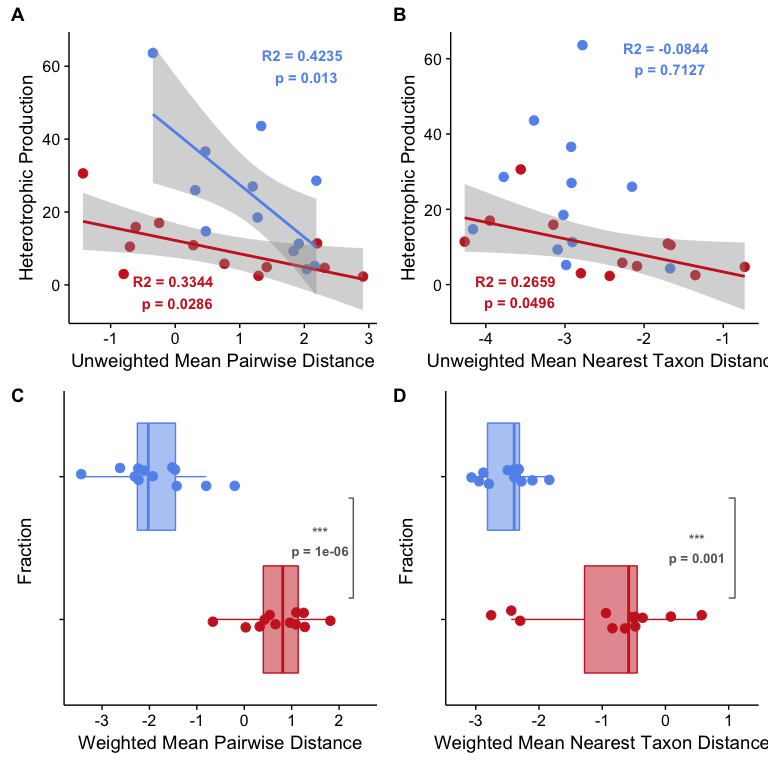 A
R2 = 0.4235
p = 0.013
R2 = 0.3344
p = 0.0286
Heterotrophic Production
60
40
20
0
-1
0
1
2
3
Unweighted Mean Pairwise Distance
B
R2 = -0.0844
p = 0.7127
R2 = 0.2659
p = 0.0496
Heterotrophic Production
60
40
20
0
-4
-3
-2
-1
Unweighted Mean Nearest Taxon Distanc
C
***
p = 1e-06
Fraction
-3
-2
-1
0
1
2
Weighted Mean Pairwise Distance
D
***
p = 0.001
Fraction
-3
-2
-1
0
1
Weighted Mean Nearest Taxon Distance